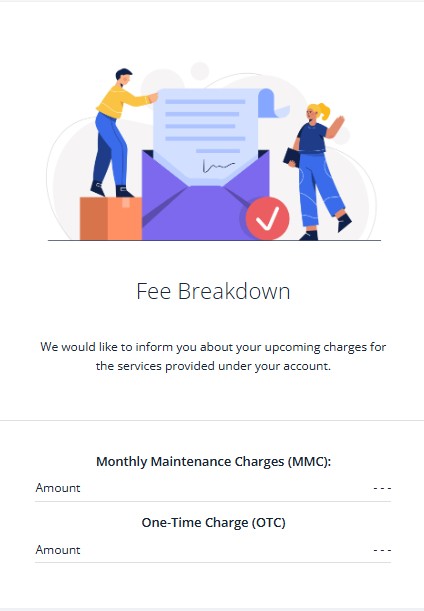 Fee Breakdown
We would like to inform you about your upcoming charges for
the services provided under your account.
Monthly Maintenance Charges (MMC):
Amount - - -
One-Time Charge (OTC)
Amount - - -